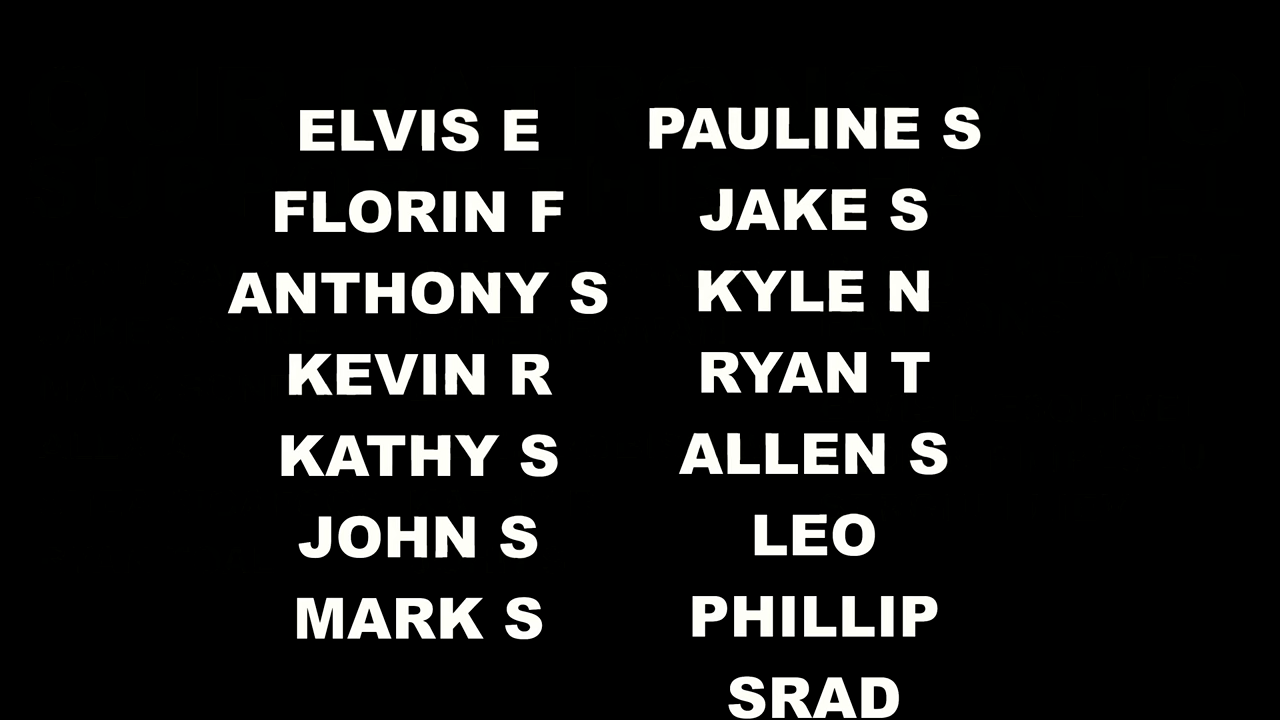 ELVIS E
FLORIN F
ANTHONY S
KEVIN R
KATHY S
JOHN S
MARK S
PAULINE S
JAKE S
KYLE N
RYAN T
ALLEN S
LEO
PHILLIP
SRAD